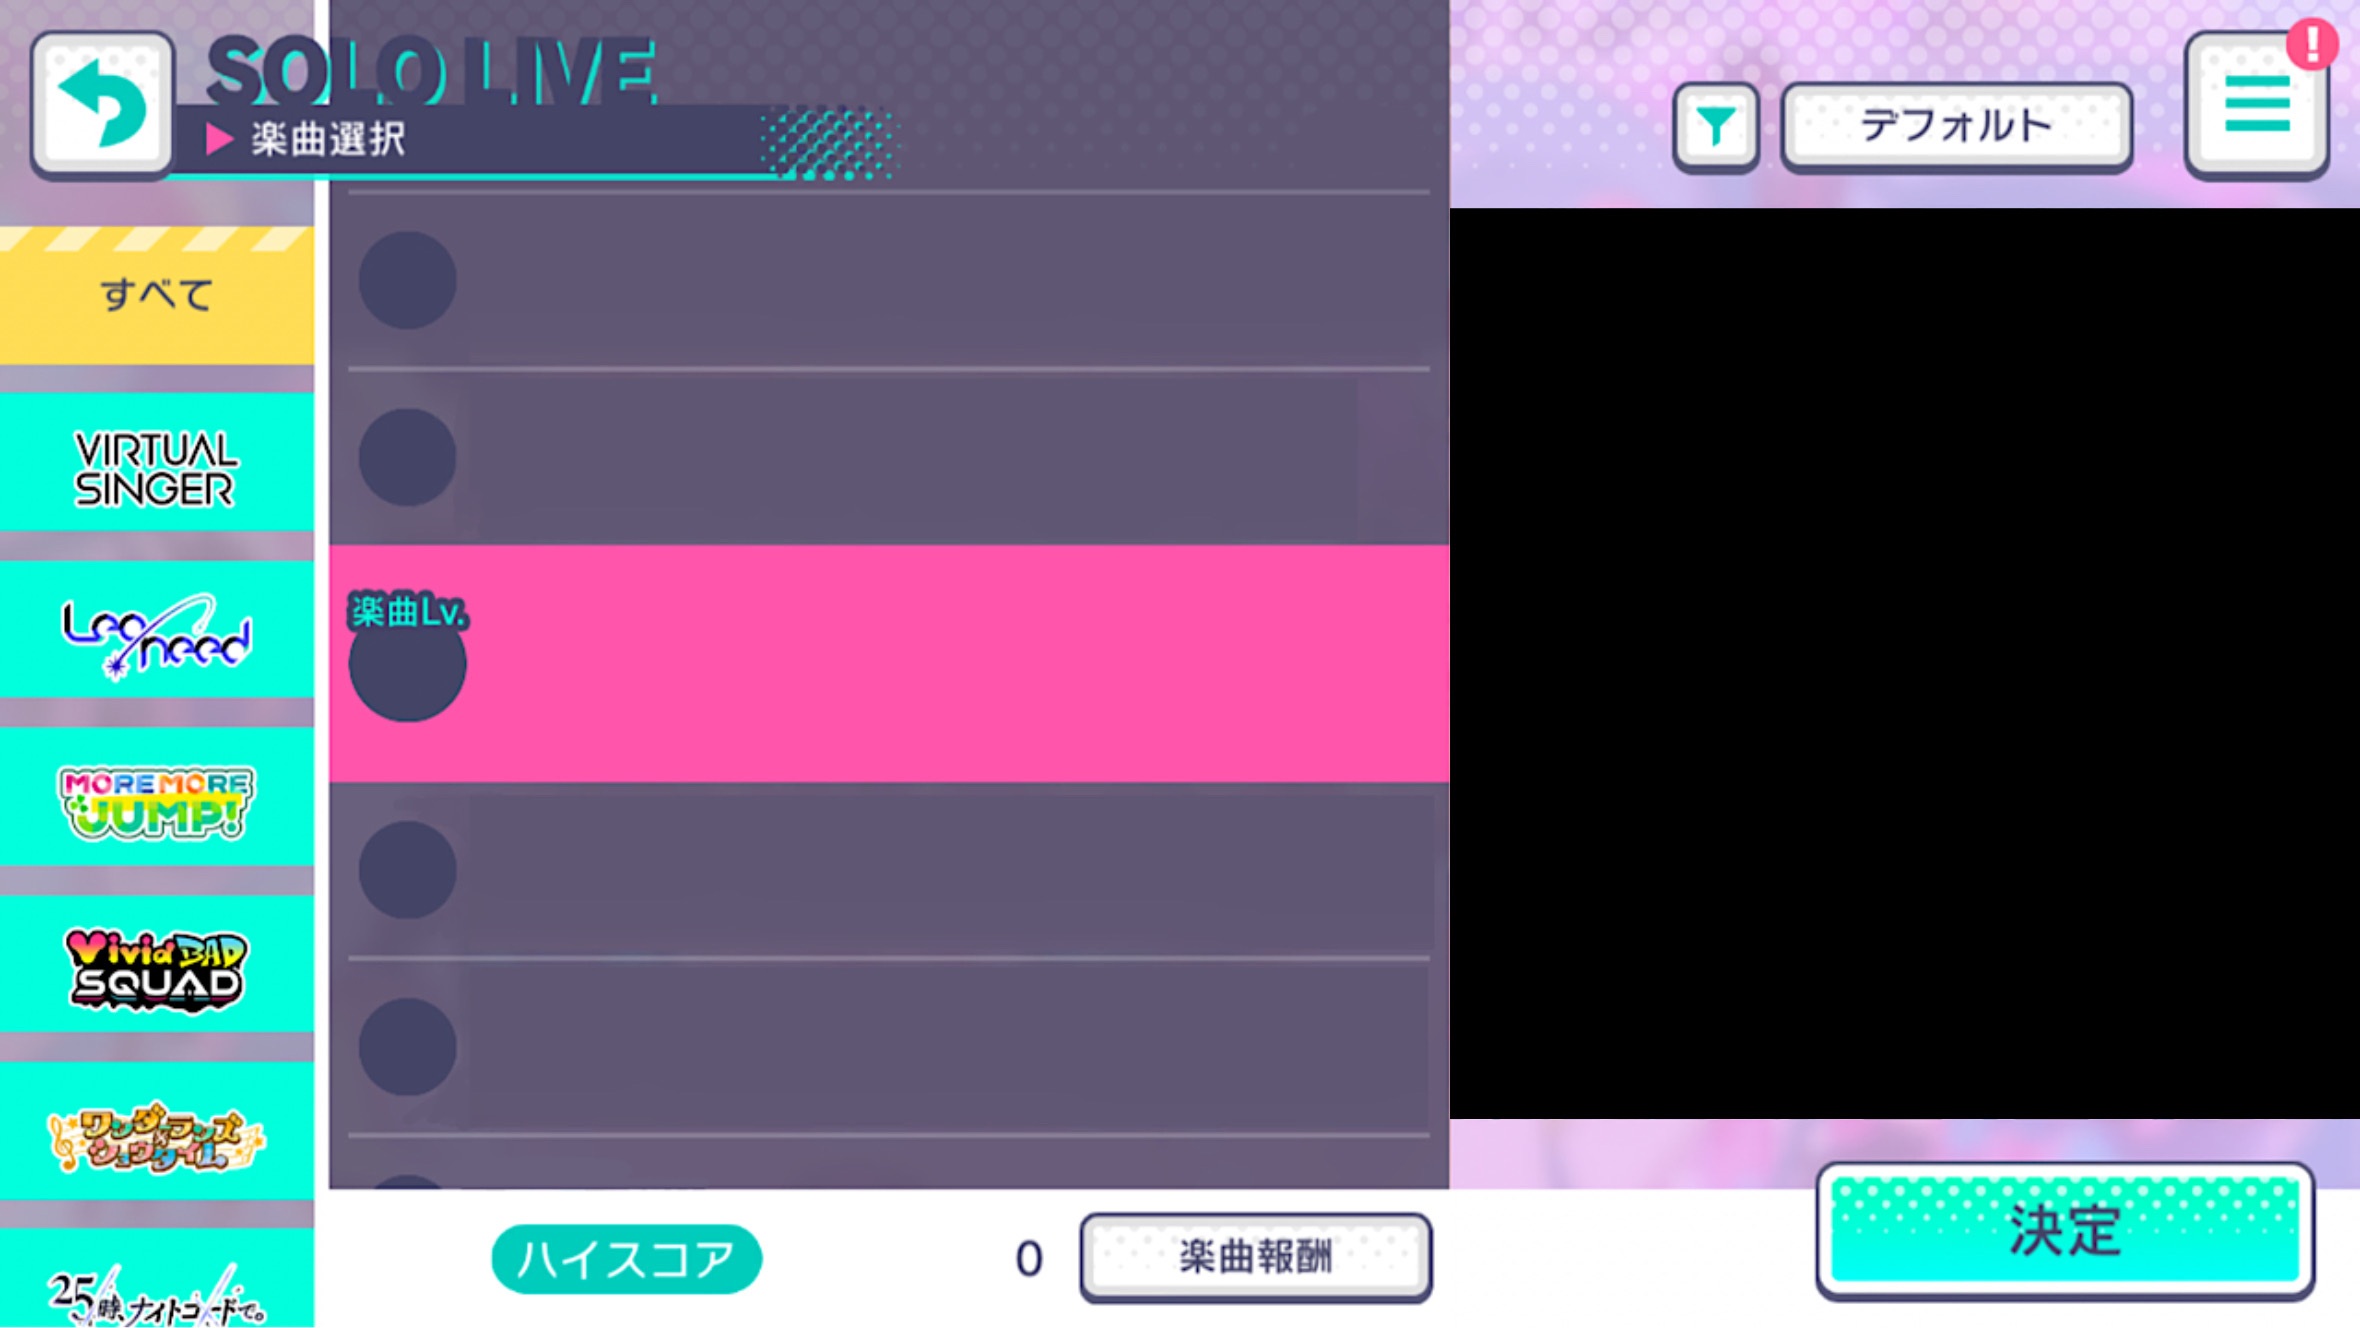 SOLO LIVE
楽曲選択
デフォルト
!
すべて
VIRTUAL
SINGER
Leo/need
MORE MORE
JUMP!
Vivid BAD
SQUAD
ワンダーランズ
×
ショウタイム
25時、ナイトコードで。
楽曲Lv.
ハイスコア
0
楽曲報酬
決定